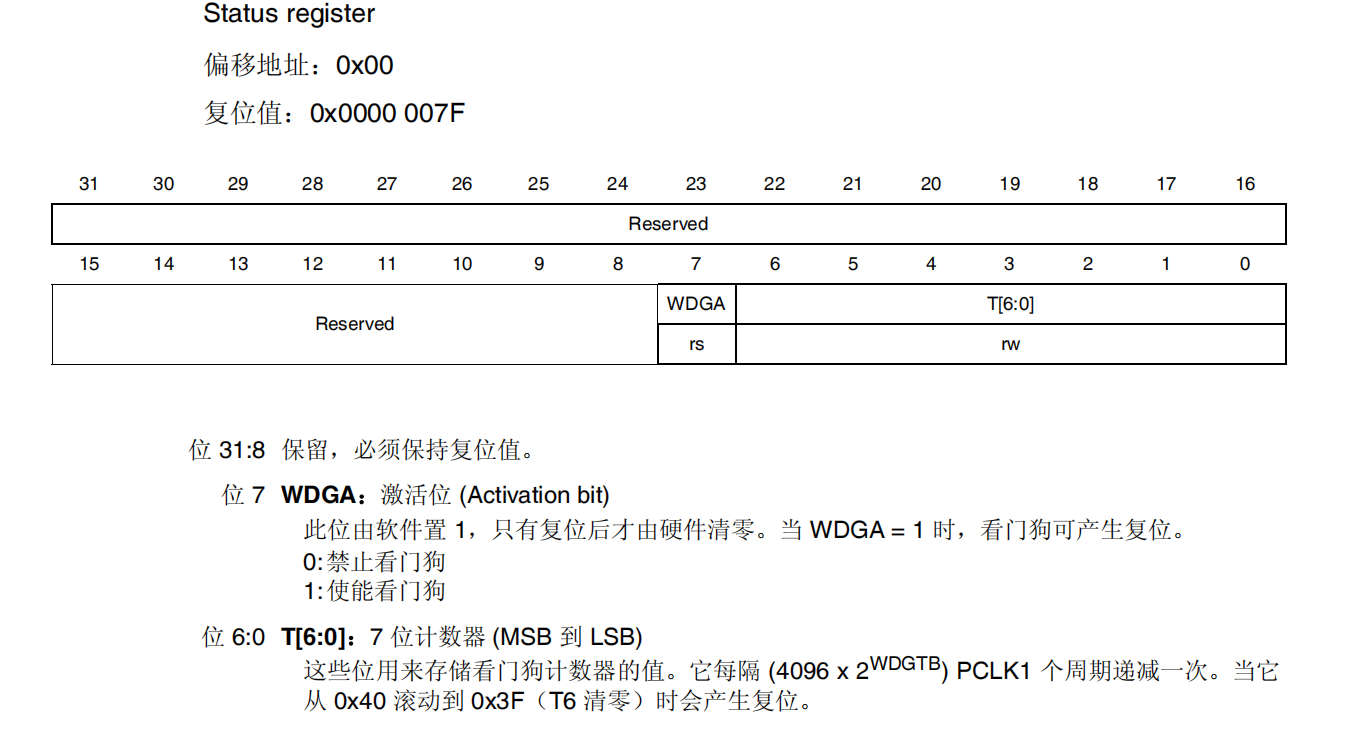 Status register
偏移地址：0x00
复位值：0x0000 007F
31 30 29 28 27 26 25 24 23 22 21 20 19 18 17 16
Reserved
15 14 13 12 11 10 9 8 7 6 5 4 3 2 1 0
Reserved WDGA T[6:0]
rs rw
位 31:8 保留，必须保持复位值。
位 7 WDGA：激活位 (Activation bit)
此位由软件置 1，只有复位后才由硬件清零。当 WDGA = 1 时，看门狗可产生复位。
0:禁止看门狗
1:使能看门狗
位 6:0 T[6:0]：7 位计数器 (MSB 到 LSB)
这些位用来存储看门狗计数器的值。它每隔 (4096 x 2^WDGTB) PCLK1 个周期递减一次。当它
从 0x40 滚动到 0x3F（T6 清零）时会产生复位。